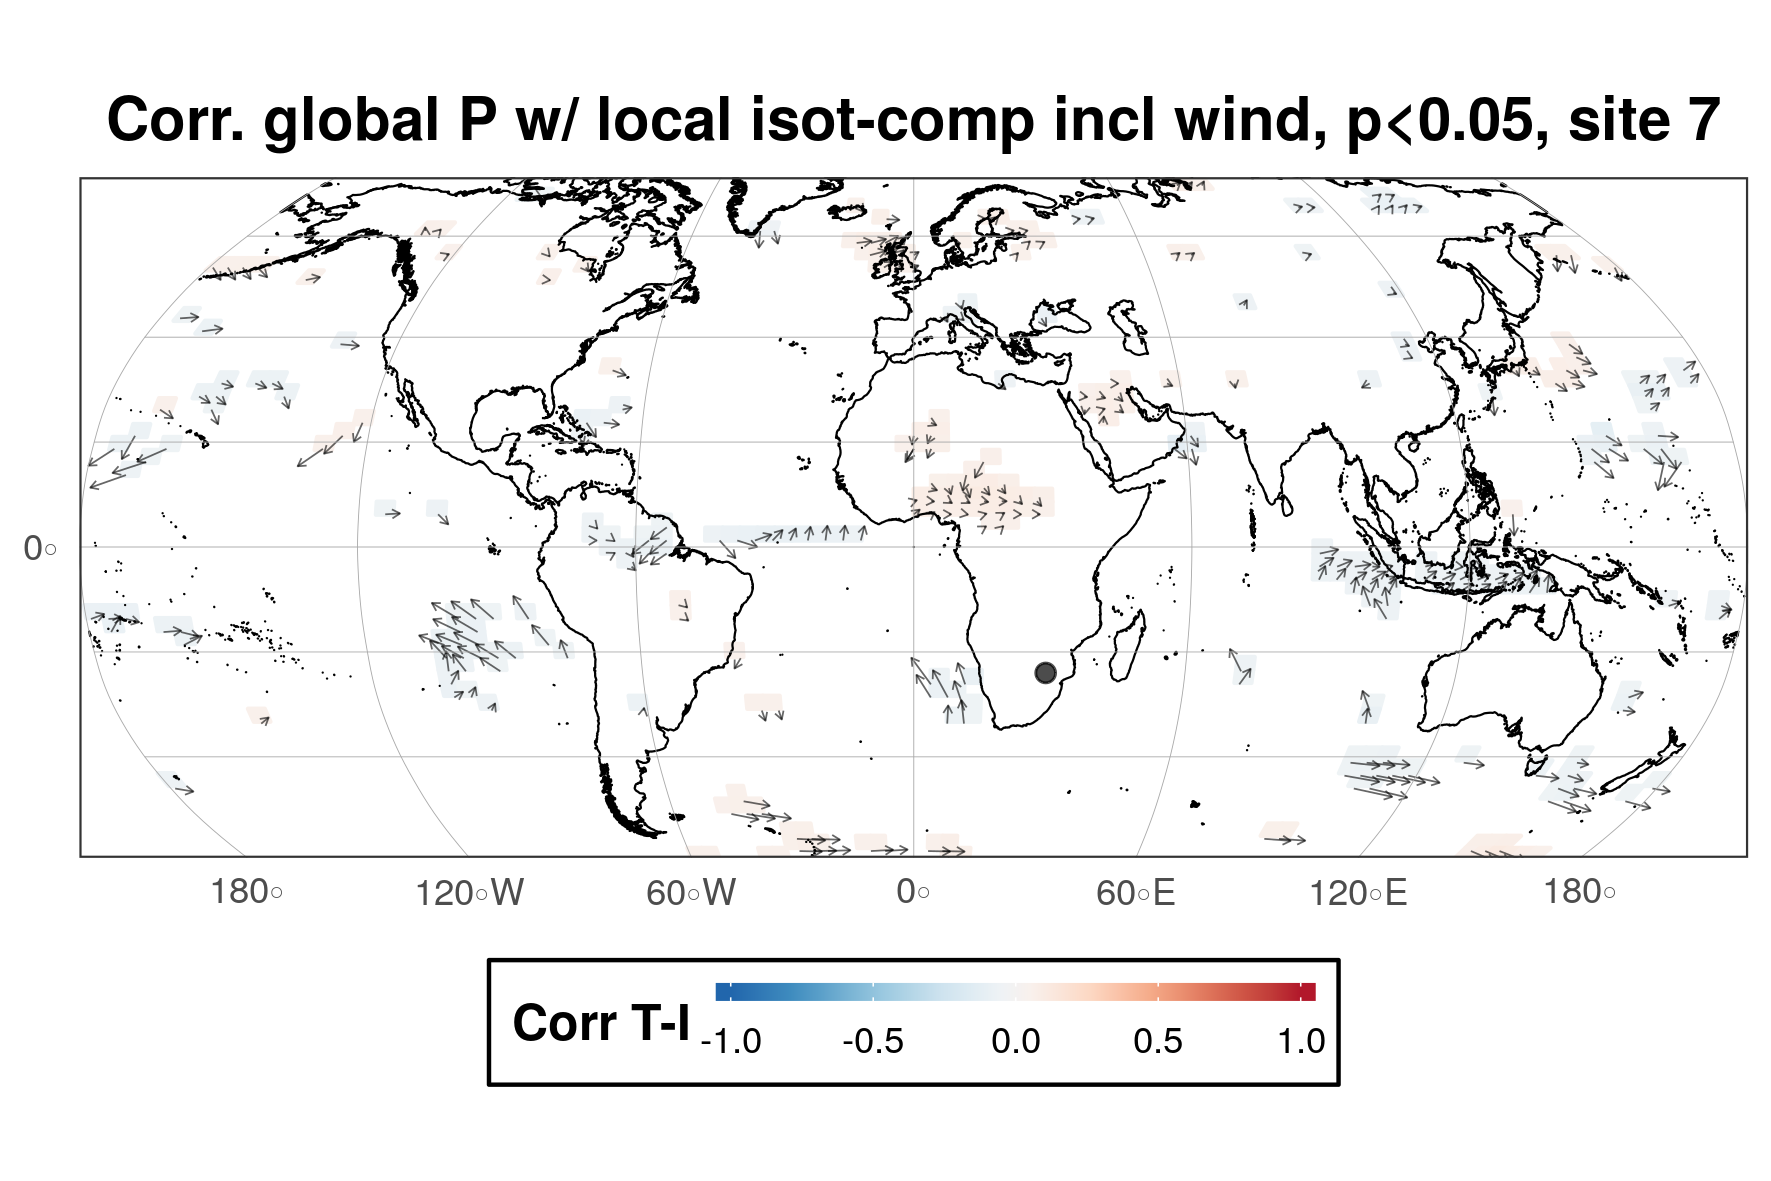 Corr. global P w/ local isot-comp incl wind, p<0.05, site 7
0°
180° 120°W 60°W 0° 60°E 120°E 180°
Corr T-I
-1.0 -0.5 0.0 0.5 1.0